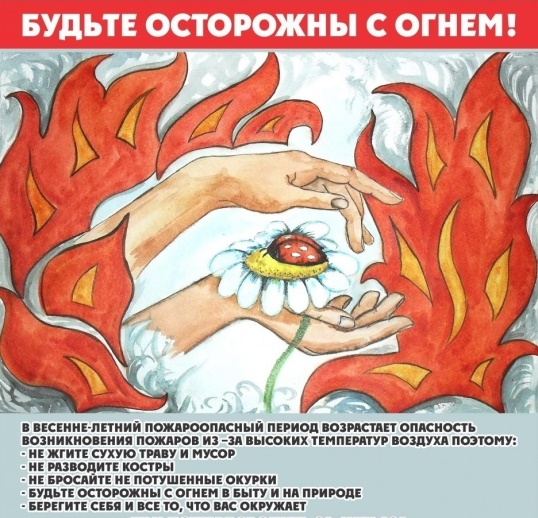 БУДЬТЕ ОСТОРОЖНЫ С ОГНЕМ!
В ВЕСЕННЕ-ЛЕТНИЙ ПОЖАРООПАСНЫЙ ПЕРИОД ВОЗРАСТАЕТ ОПАСНОСТЬ
ВОЗНИКНОВЕНИЯ ПОЖАРОВ ИЗ –ЗА ВЫСОКИХ ТЕМПЕРАТУР ВОЗДУХА ПОЭТОМУ:
- НЕ ЖГИТЕ СУХУЮ ТРАВУ И МУСОР
- НЕ РАЗВОДИТЕ КОСТРЫ
- НЕ БРОСАЙТЕ НЕ ПОТУШЕННЫЕ ОКУРКИ
- БУДЬТЕ ОСТОРОЖНЫ С ОГНЕМ В БЫТУ И НА ПРИРОДЕ
- БЕРЕГИТЕ СЕБЯ И ВСЕ ТО, ЧТО ВАС ОКРУЖАЕТ